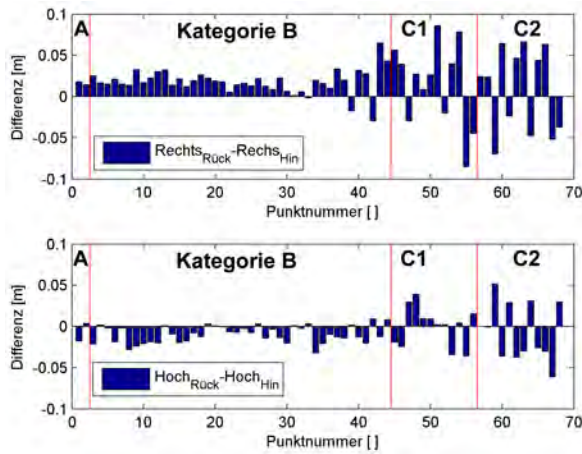 A Kategorie B C1 C2
0.1
0.05
0
0.05
-0.1
Differenz [m]
Rechts_Rück-Rechs_Hin
0 10 20 30 40 50 60 70
Punktnummer [ ]
A Kategorie B C1 C2
0.1
0.05
0
-0.05
-0.1
Differenz [m]
Hoch_Rück-Hoch_Hin
0 10 20 30 40 50 60 70
Punktnummer [ ]